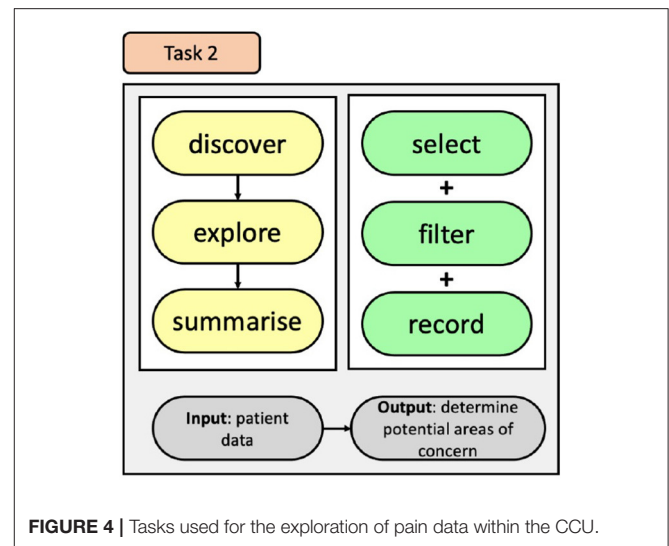 Task 2
discover
explore
summarise
select
+
filter
+
record
Input: patient
data
Output: determine
potential areas of
concern
FIGURE 4 | Tasks used for the exploration of pain data within the CCU.